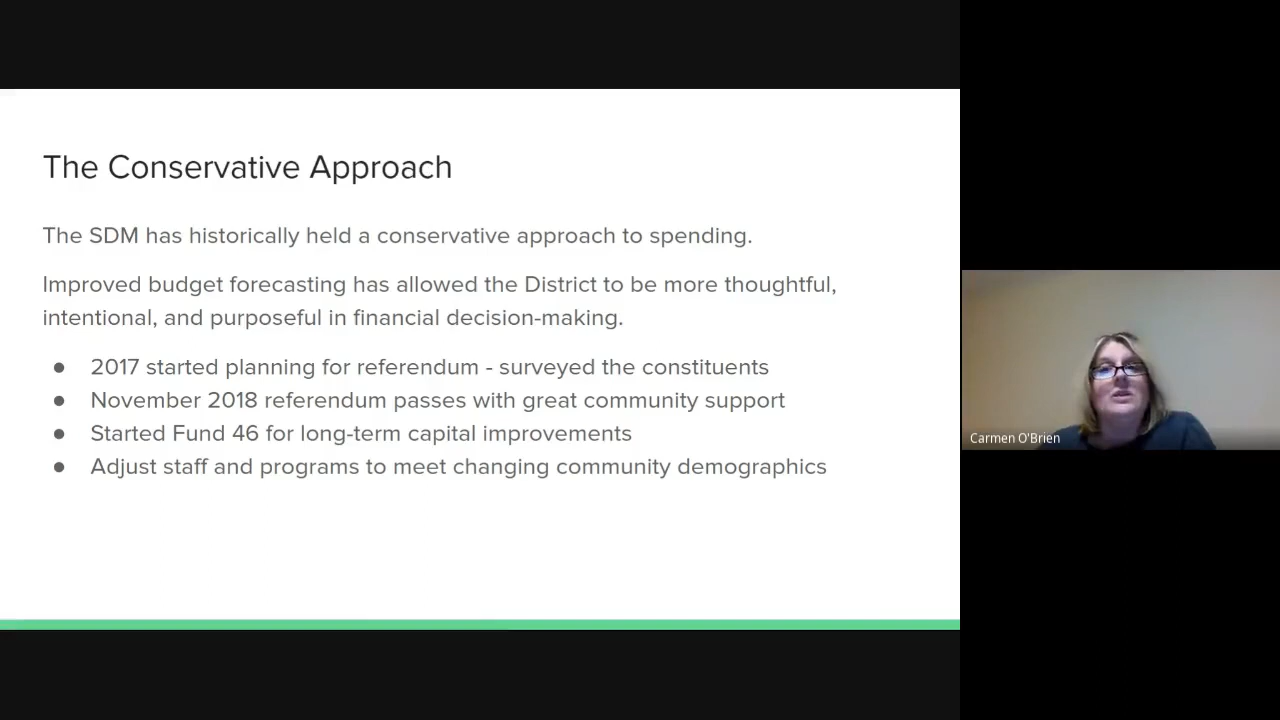 The Conservative Approach
The SDM has historically held a conservative approach to spending.
Improved budget forecasting has allowed the District to be more thoughtful,
intentional, and purposeful in financial decision-making.
● 2017 started planning for referendum - surveyed the constituents
● November 2018 referendum passes with great community support
● Started Fund 46 for long-term capital improvements
● Adjust staff and programs to meet changing community demographics
Carmen O'Brien